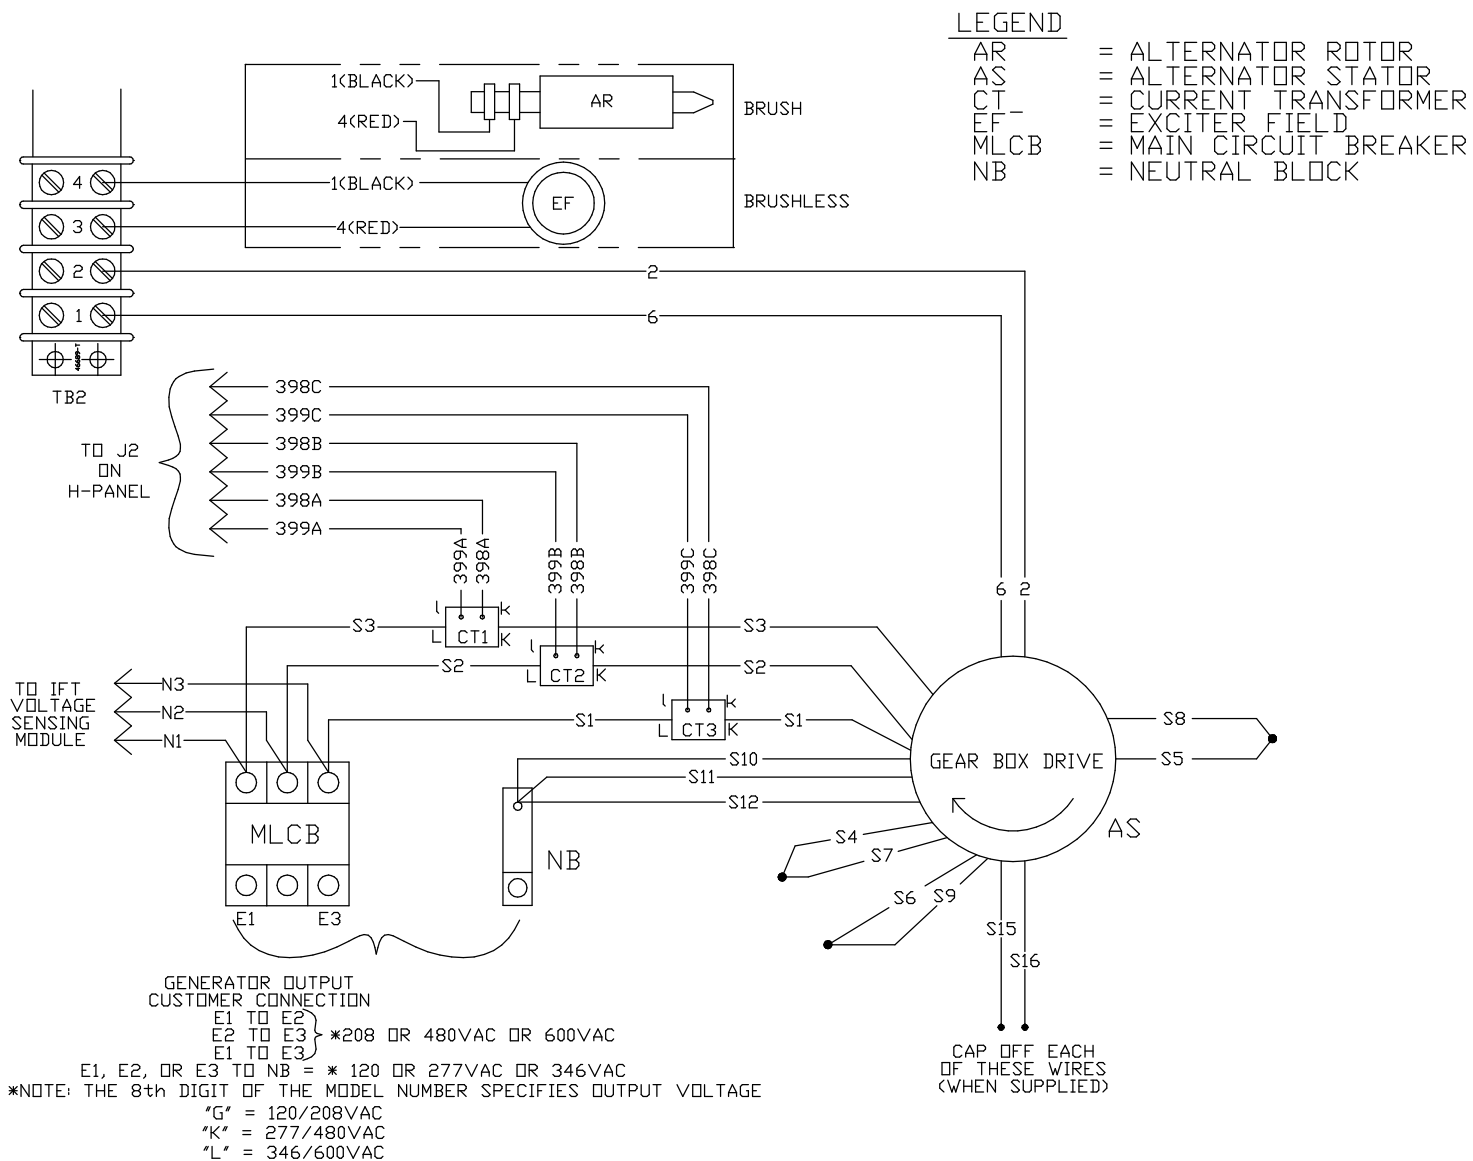 LEGEND
AR = ALTERNATOR ROTOR
AS = ALTERNATOR STATOR
CT_ = CURRENT TRANSFORMER
EF = EXCITER FIELD
MLCB = MAIN CIRCUIT BREAKER
NB = NEUTRAL BLOCK
1(BLACK)
4(RED)
AR
BRUSH
1(BLACK)
4(RED)
EF
BRUSHLESS
4
3
2
1
46689-T
TB2
2
6
398C
399C
398B
399B
398A
399A
TO J2
ON
H-PANEL
399A
398A
399B
398B
399C
398C
6
2
l
k
L
CT1
K
l
k
L
CT2
K
l
k
L
CT3
K
S3
S3
S2
S2
S1
S1
TO IFT
VOLTAGE
SENSING
MODULE
N3
N2
N1
S10
S11
S12
S8
S5
GEAR BOX DRIVE
AS
S4
S7
S6
S9
S15
S16
MLCB
NB
E1
E3
CAP OFF EACH
OF THESE WIRES
(WHEN SUPPLIED)
GENERATOR OUTPUT
CUSTOMER CONNECTION
E1 TO E2
E2 TO E3
E1 TO E3
*208 OR 480VAC OR 600VAC
E1, E2, OR E3 TO NB = * 120 OR 277VAC OR 346VAC
*NOTE: THE 8th DIGIT OF THE MODEL NUMBER SPECIFIES OUTPUT VOLTAGE
"G" = 120/208VAC
"K" = 277/480VAC
"L" = 346/600VAC